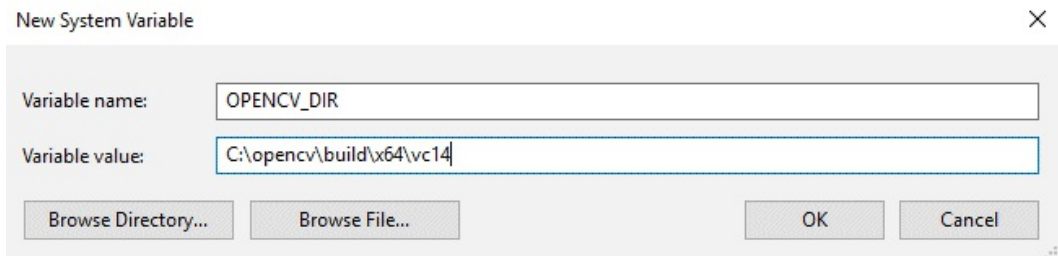 New System Variable
Variable name: OPENCV_DIR
Variable value: C:\opencv\build\x64\vc14
Browse Directory... Browse File... OK Cancel